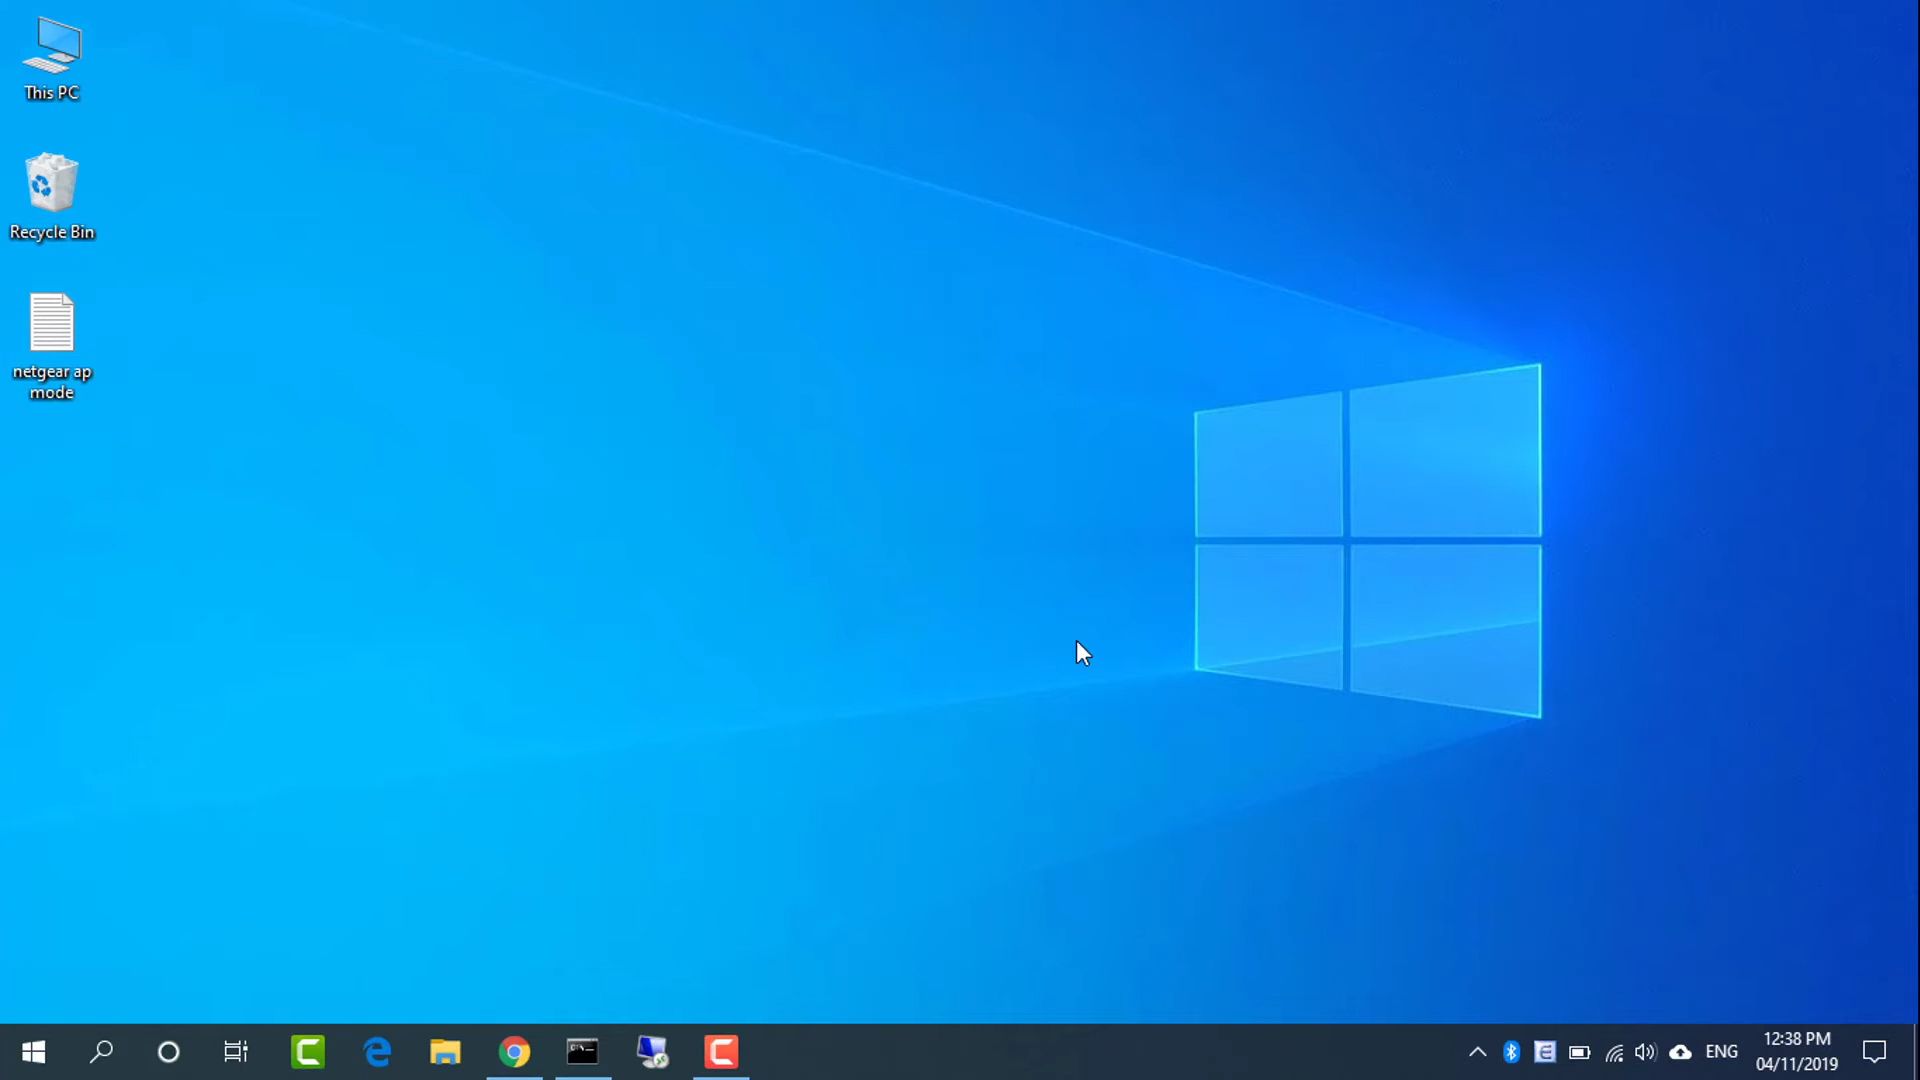 This PC
Recycle Bin
netgear ap
mode
ENG
12:38 PM
04/11/2019